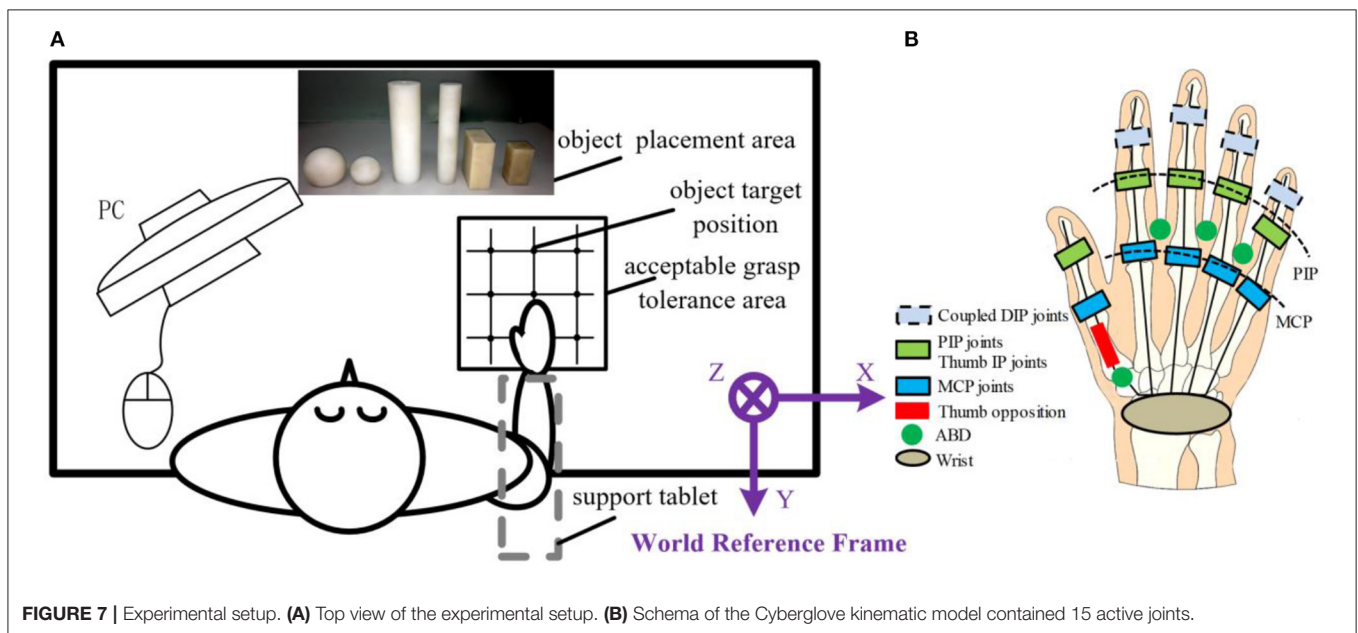 A
B
object placement area
PC
object target
position
acceptable grasp
tolerance area
Z
X
Y
support tablet
World Reference Frame
PIP
MCP
Coupled DIP joints
PIP joints
Thumb IP joints
MCP joints
Thumb opposition
ABD
Wrist
FIGURE 7 | Experimental setup. (A) Top view of the experimental setup. (B) Schema of the Cyberglove kinematic model contained 15 active joints.